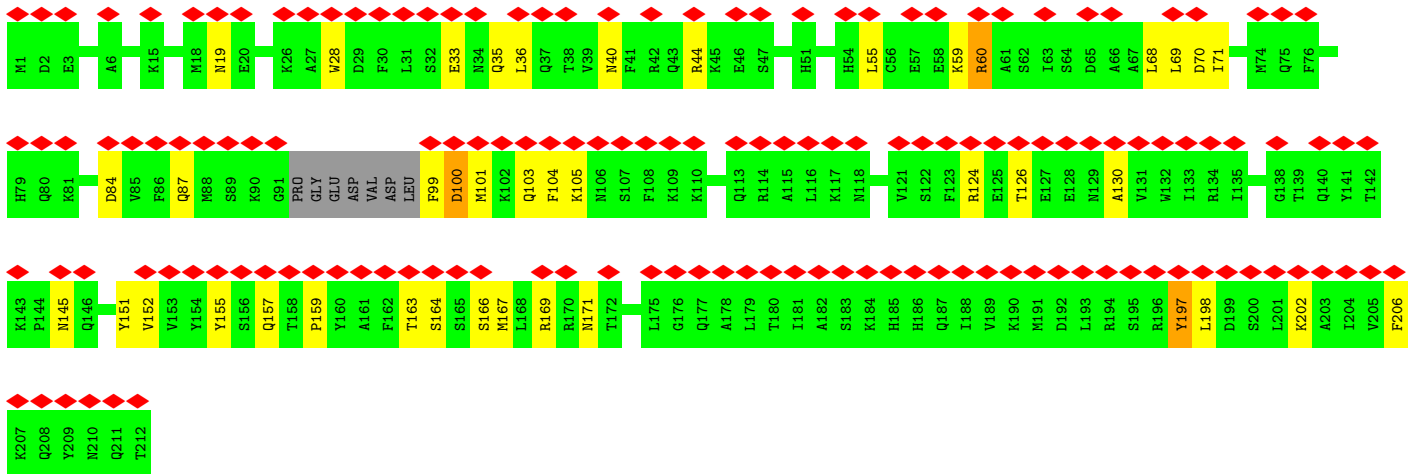 M1 D2 E3 A6 K15 M18 N19 E20 K26 A27 W28 D29 F30 L31 S32 E33 N34 Q35 L36 Q37 T38 V39 N40 F41 R42 Q43 R44 K45 E46 S47 H51 H54 L55 C56 E57 E58 K59 R60 A61 S62 I63 S64 D65 A66 A67 L68 L69 D70 I71 M74 Q75 F76
H79 Q80 K81 D84 V85 F86 Q87 M88 S89 K90 G91 PRO GLY GLU ASP VAL ASP LEU F99 D100 M101 K102 Q103 F104 K105 N106 S107 F108 K109 K110 Q113 R114 A115 L116 K117 N118 V121 S122 F123 R124 E125 T126 E127 E128 N129 A130 V131 W132 I133 R134 I135 G138 T139 Q140 Y141 T142
K143 P144 N145 Q146 Y151 V152 V153 Y154 Y155 S156 Q157 T158 P159 Y160 A161 F162 T163 S164 S165 S166 M167 L168 R169 R170 N171 T172 L175 G176 Q177 A178 L179 T180 I181 A182 S183 K184 H185 H186 Q187 I188 V189 K190 M191 D192 L193 R194 S195 R196 Y197 L198 D199 S200 L201 K202 A203 I204 V205 F206
K207 Q208 Y209 N210 Q211 T212